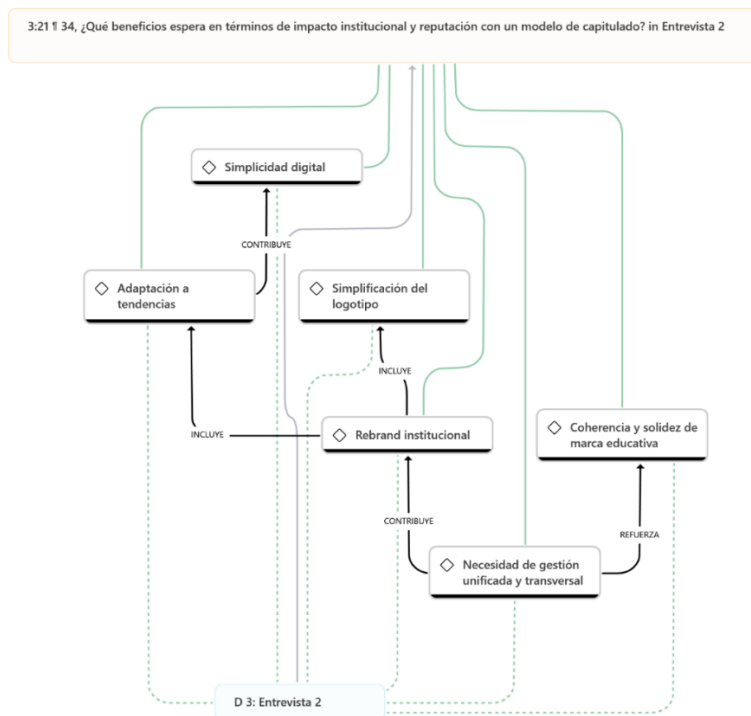 3:21 ¶ 34, ¿Qué beneficios espera en términos de impacto institucional y reputación con un modelo de capitulado? in Entrevista 2
Simplicidad digital
CONTRIBUYE
Adaptación a
tendencias
Simplificación del
logotipo
INCLUYE
INCLUYE
Rebrand institucional
Coherencia y solidez de
marca educativa
CONTRIBUYE
REFUERZA
Necesidad de gestión
unificada y transversal
D 3: Entrevista 2